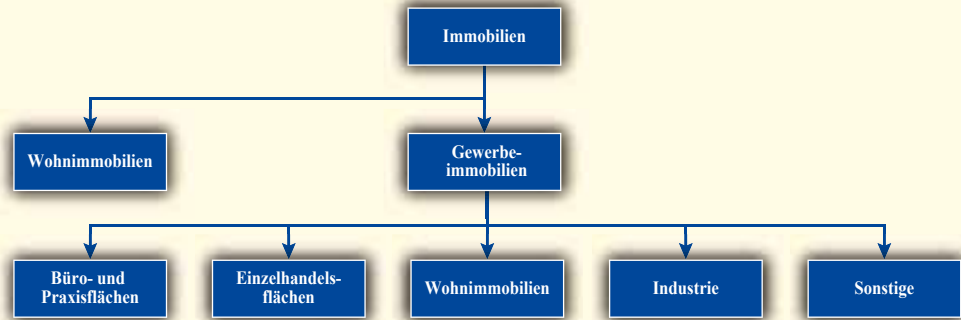 Immobilien
Wohnimmobilien
Gewerbe-
immobilien
Büro- und
Praxisflächen
Einzelhandels-
flächen
Wohnimmobilien
Industrie
Sonstige